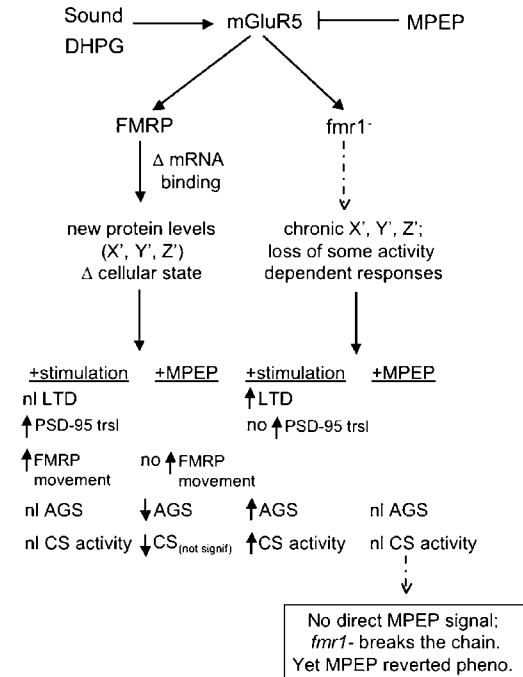 Sound mGluR5 MPEP
DHPG
FMRP fmr1-
Δ mRNA
binding
new protein levels
(X', Y', Z')
Δ cellular state
chronic X', Y', Z';
loss of some activity
dependent responses
+stimulation +MPEP +stimulation +MPEP
nl LTD ↑LTD
↑PSD-95 trsl no ↑PSD-95 trsl
↑FMRP no ↑FMRP
movement movement
nl AGS ↓AGS ↑AGS nl AGS
nl CS activity ↓CS(not signif) ↑CS activity nl CS activity
No direct MPEP signal;
fmr1- breaks the chain.
Yet MPEP reverted pheno.